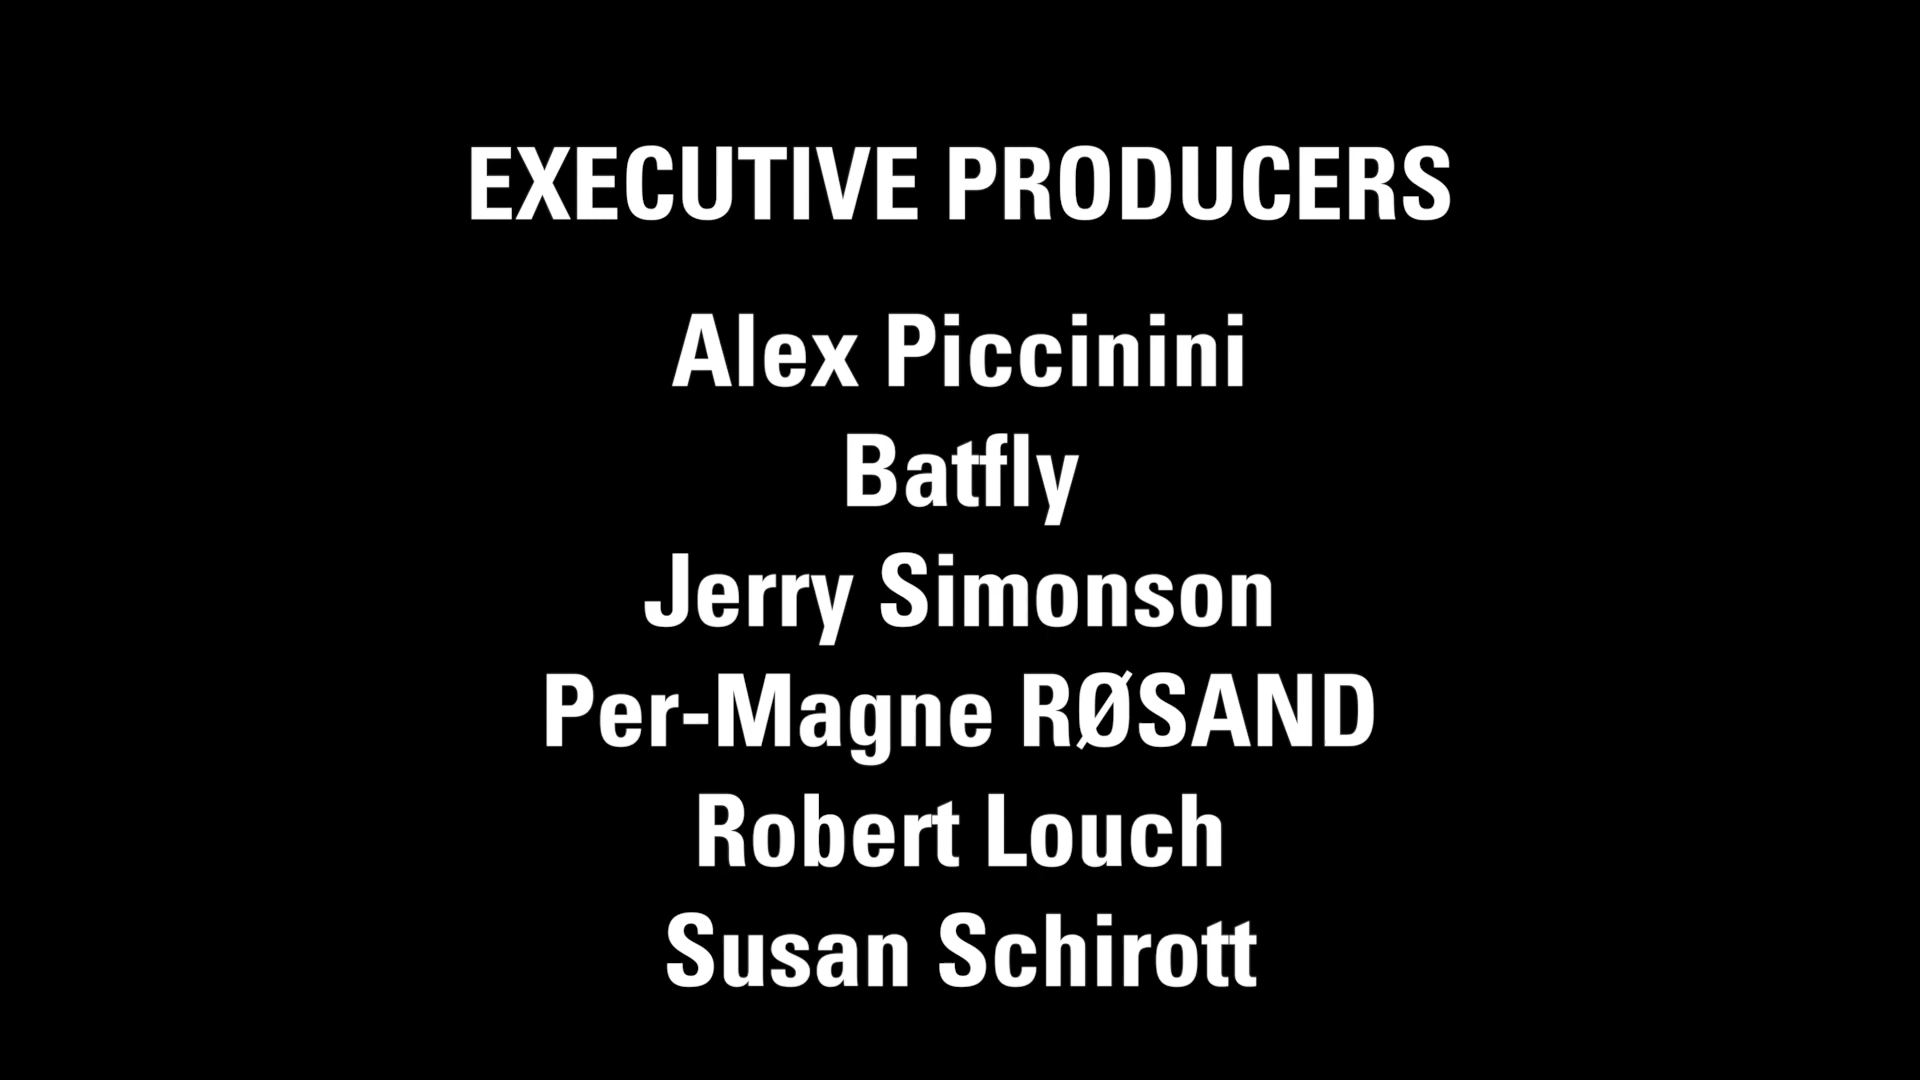 EXECUTIVE PRODUCERS
Alex Piccinini
Batfly
Jerry Simonson
Per-Magne RØSAND
Robert Louch
Susan Schirott